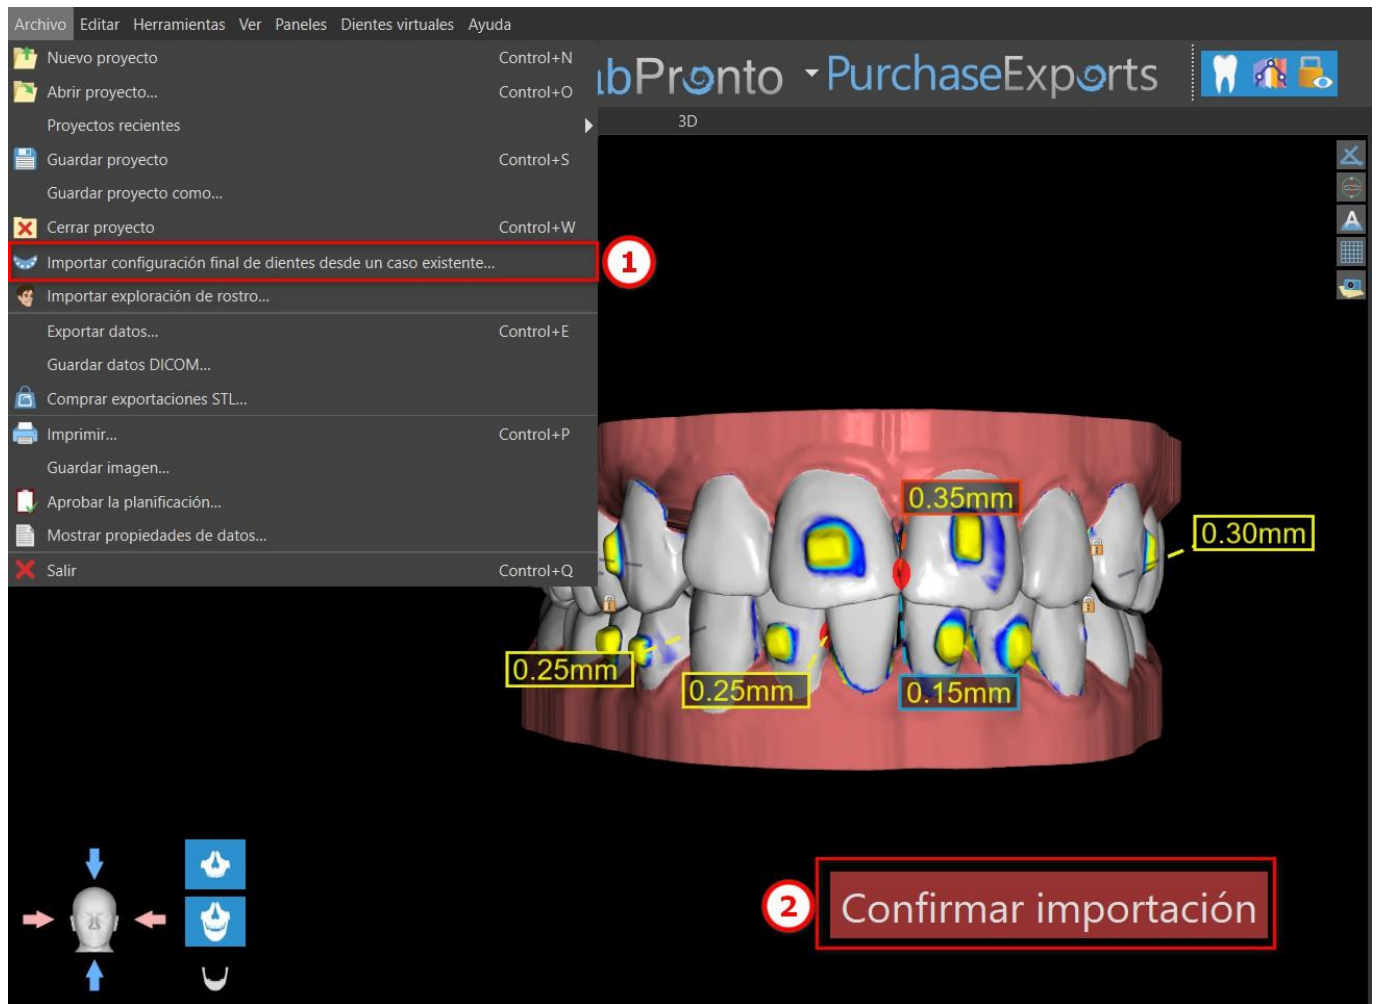 Archivo Editar Herramientas Ver Paneles Dientes virtuales Ayuda
Nuevo proyecto Control+N
Abrir proyecto... Control+O
Proyectos recientes
Guardar proyecto Control+S
Guardar proyecto como...
Cerrar proyecto Control+W
Importar configuración final de dientes desde un caso existente...
1
Importar exploración de rostro...
Exportar datos... Control+E
Guardar datos DICOM...
Comprar exportaciones STL...
Imprimir... Control+P
Guardar imagen...
Aprobar la planificación...
Mostrar propiedades de datos...
Salir Control+Q
bPronto PurchaseExports
3D
A
0.35mm
0.30mm
0.25mm
0.25mm
0.15mm
2
Confirmar importación